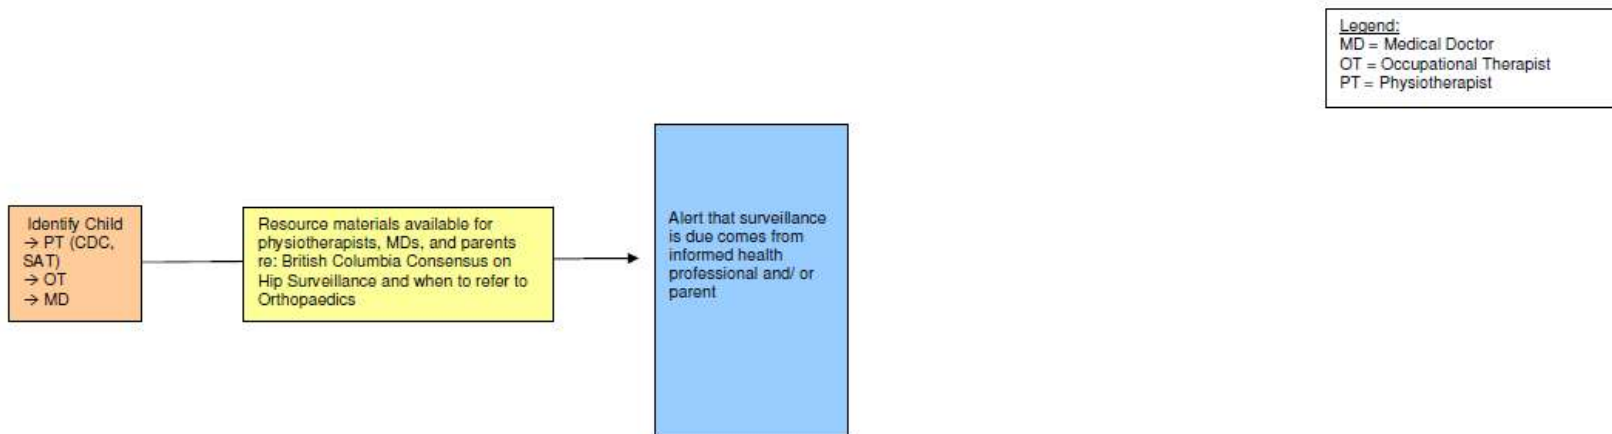 Legend:
MD = Medical Doctor
OT = Occupational Therapist
PT = Physiotherapist
Identify Child
→ PT (CDC,
SAT)
→ OT
→ MD
Resource materials available for
physiotherapists, MDs, and parents
re: British Columbia Consensus on
Hip Surveillance and when to refer to
Orthopaedics
Alert that surveillance
is due comes from
informed health
professional and/ or
parent